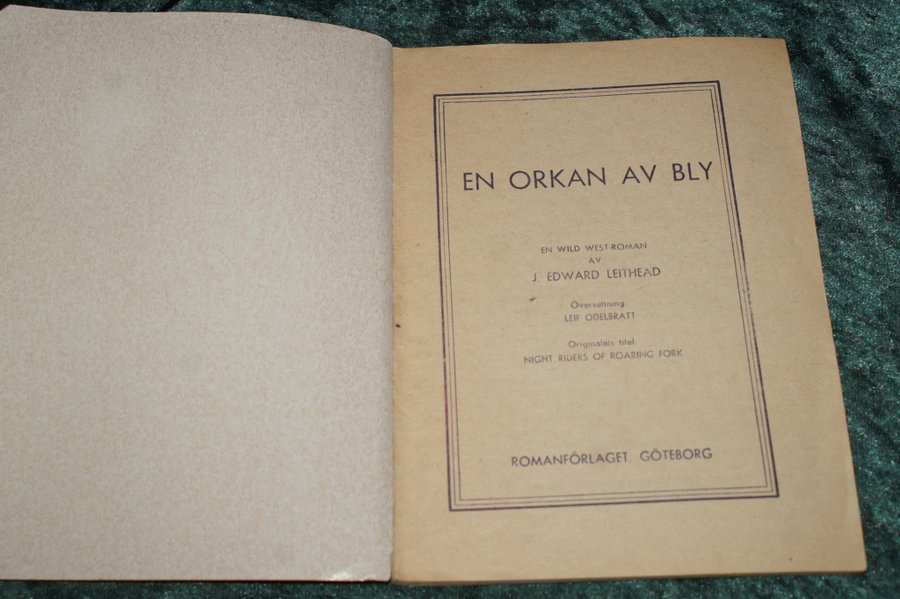 EN ORKAN AV BLY
EN WILD WEST-ROMAN
AV
J. EDWARD LEITHEAD
Översättning:
LEIF ODELBRATT
Originalets titel
NIGHT RIDERS OF ROARING FORK
ROMANFÖRLAGET. GÖTEBORG